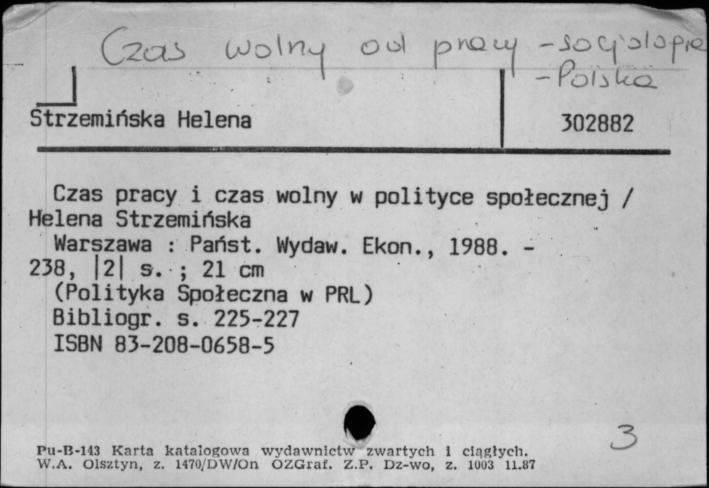 Czas wolny od pracy - socjologia
- Polska
Strzemińska Helena 302882
Czas pracy i czas wolny w polityce społecznej /
Helena Strzemińska
Warszawa : Państ. Wydaw. Ekon., 1988. -
238, |2| s. ; 21 cm
(Polityka Społeczna w PRL)
Bibliogr. s. 225-227
ISBN 83-208-0658-5
3
Pu-B-143 Karta katalogowa wydawnictw zwartych i ciągłych.
W.A. Olsztyn, z. 1470/DW/On OZGraf. Z.P. Dz-wo, z. 1003 11.87